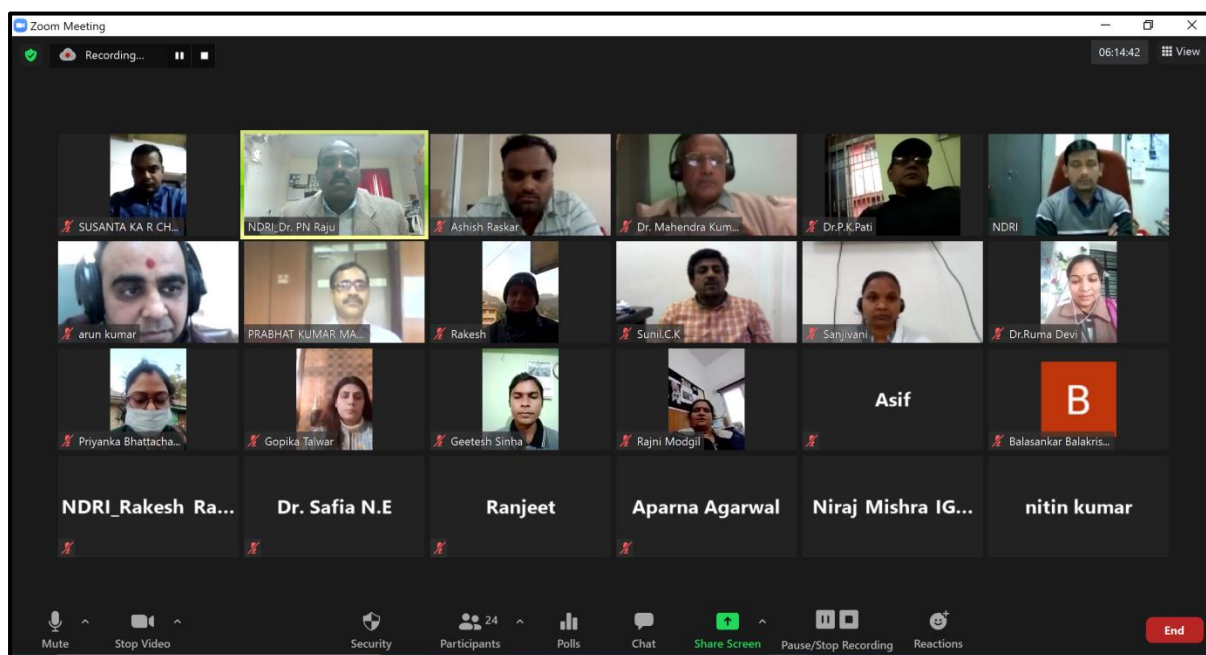 Zoom Meeting
Recording...
06:14:42
View
SUSANTA KA R CH...
NDRI_Dr. PN Raju
Ashish Raskar
Dr. Mahendra Kum...
Dr.P.K.Pati
NDRI
arun kumar
PRABHAT KUMAR MA...
Rakesh
Sunil.C.K
Sanjivani
Dr.Ruma Devi
Priyanka Bhattacha...
Gopika Talwar
Geetesh Sinha
Rajni Modgil
Asif
B
Balasankar Balakris...
NDRI_Rakesh Ra...
Dr. Safia N.E
Ranjeet
Aparna Agarwal
Niraj Mishra IG...
nitin kumar
Mute
Stop Video
Security
24
Participants
Polls
Chat
Share Screen
Pause/Stop Recording
Reactions
End